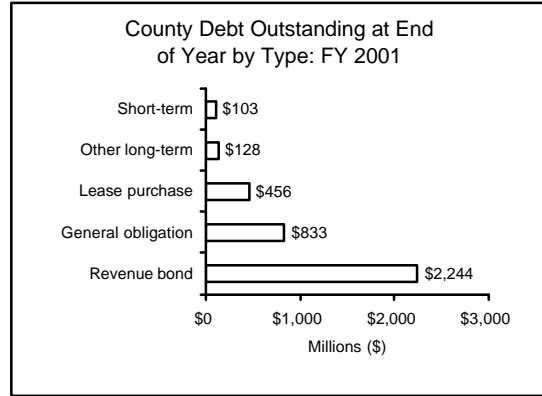 County Debt Outstanding at End
of Year by Type: FY 2001
Short-term $103
Other long-term $128
Lease purchase $456
General obligation $833
Revenue bond $2,244
$0 $1,000 $2,000 $3,000
Millions ($)